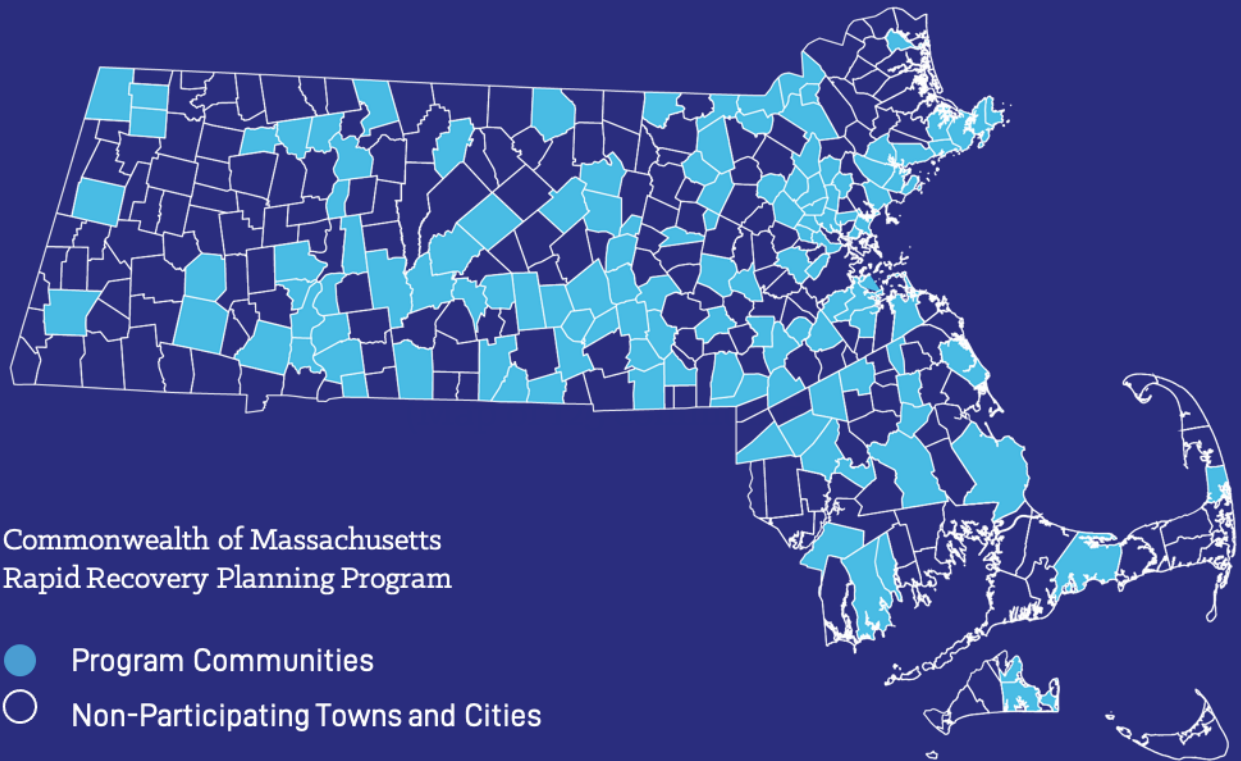 Commonwealth of Massachusetts
Rapid Recovery Planning Program
Program Communities
Non-Participating Towns and Cities